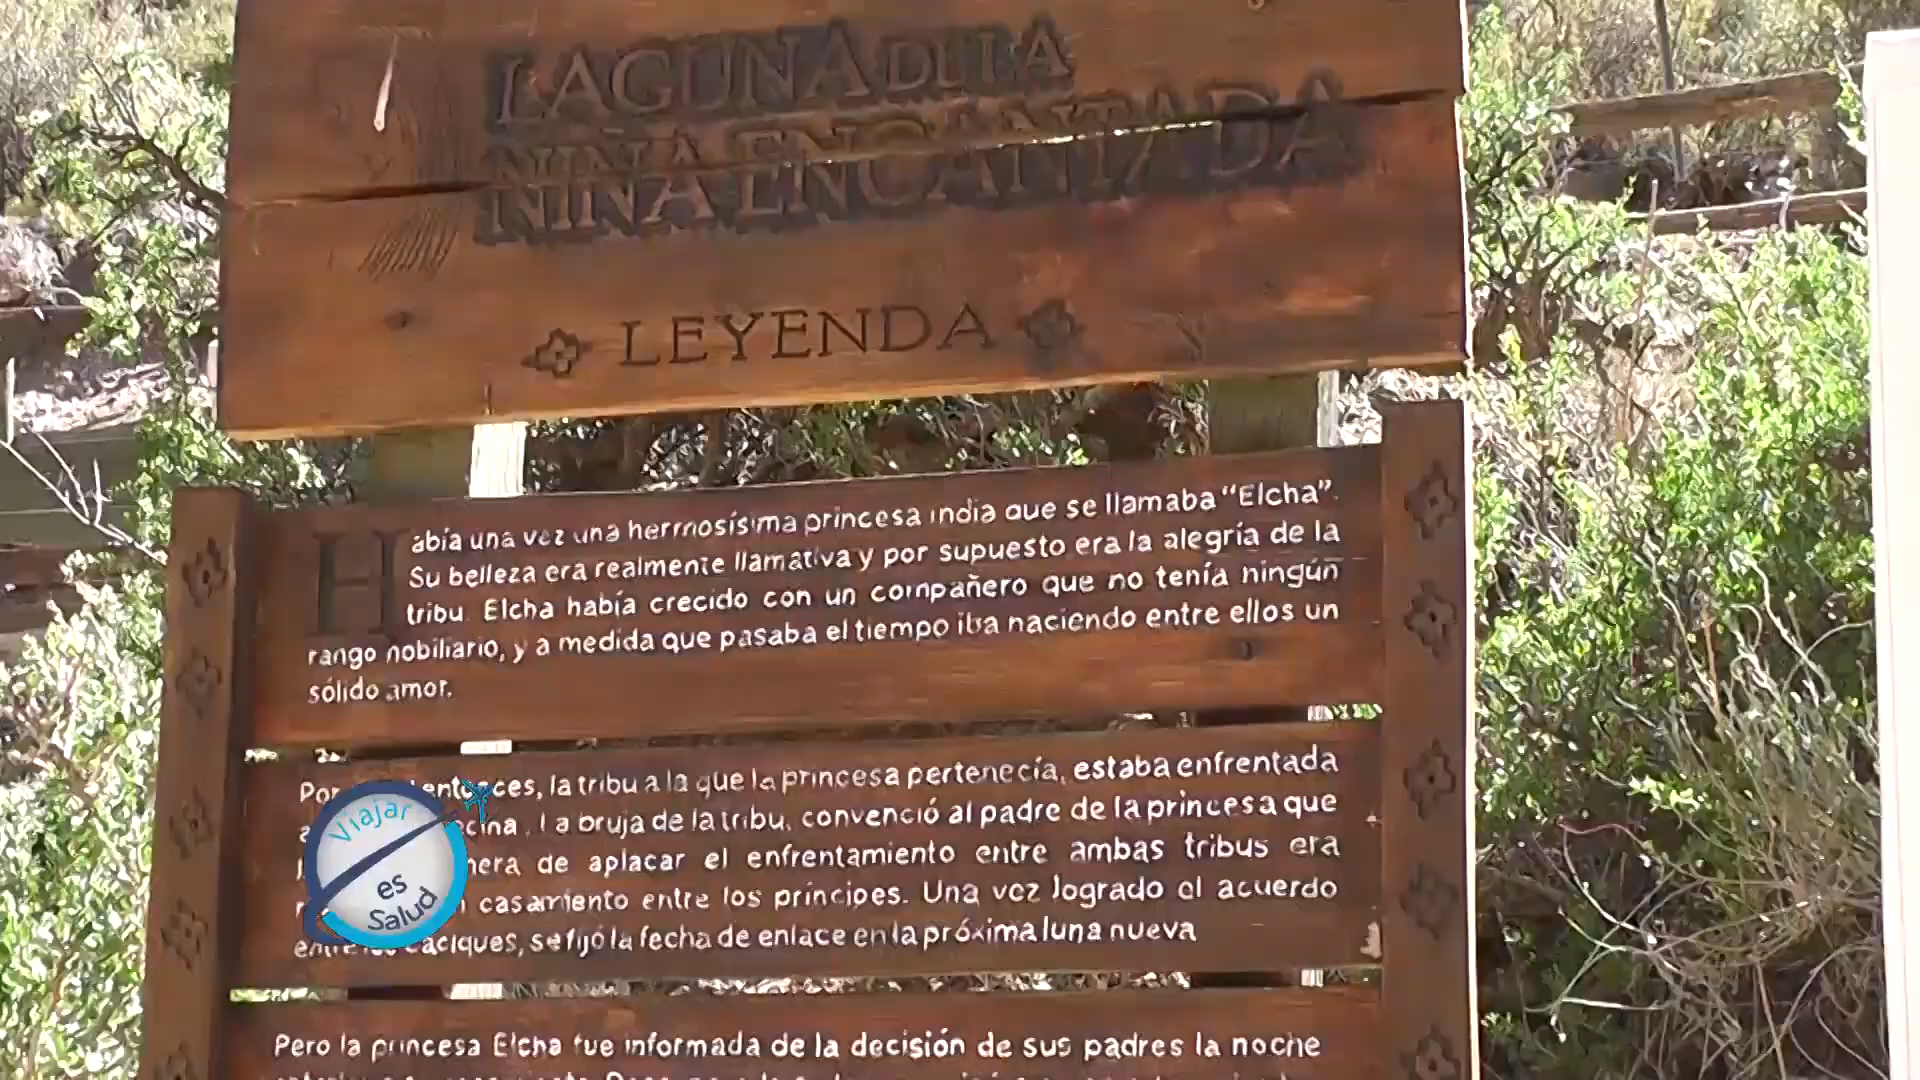 LAGUNA DE LA
NIÑA ENCANTADA
LEYENDA
Había una vez una hermosísima princesa india que se llamaba “Elcha”.
Su belleza era realmente llamativa y por supuesto era la alegría de la
tribu. Elcha había crecido con un compañero que no tenía ningún
rango nobiliario, y a medida que pasaba el tiempo iba naciendo entre ellos un
sólido amor.
Por entonces, la tribu a la que la princesa pertenecía, estaba enfrentada
La bruja de la tribu, convenció al padre de la princesa que
de aplacar el enfrentamiento entre ambas tribus era
casamiento entre los príncipes. Una vez logrado el acuerdo
entre los caciques, se fijó la fecha de enlace en la próxima luna nueva
Pero la princesa Elcha fue informada de la decisión de sus padres la noche
Viajar
es
Salud